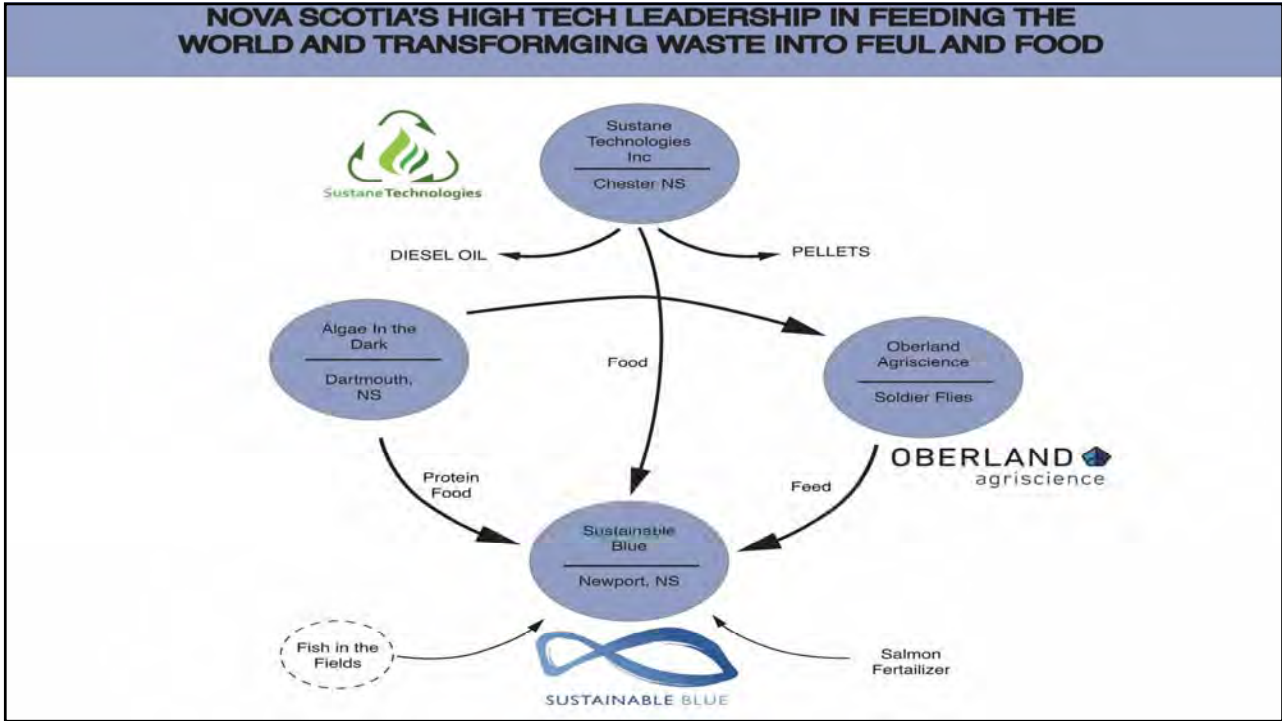 NOVA SCOTIA'S HIGH TECH LEADERSHIP IN FEEDING THE
WORLD AND TRANSFORMGING WASTE INTO FEUL AND FOOD
Sustane
Technologies
Inc
Chester NS
SustaneTechnologies
DIESEL OIL
PELLETS
Algae In the
Dark
Dartmouth,
NS
Food
Oberland
Agriscience
Soldier Flies
OBERLAND
agriscience
Protein
Food
Feed
Sustainable
Blue
Newport, NS
Fish in the
Fields
Salmon
Fertailizer
SUSTAINABLE BLUE